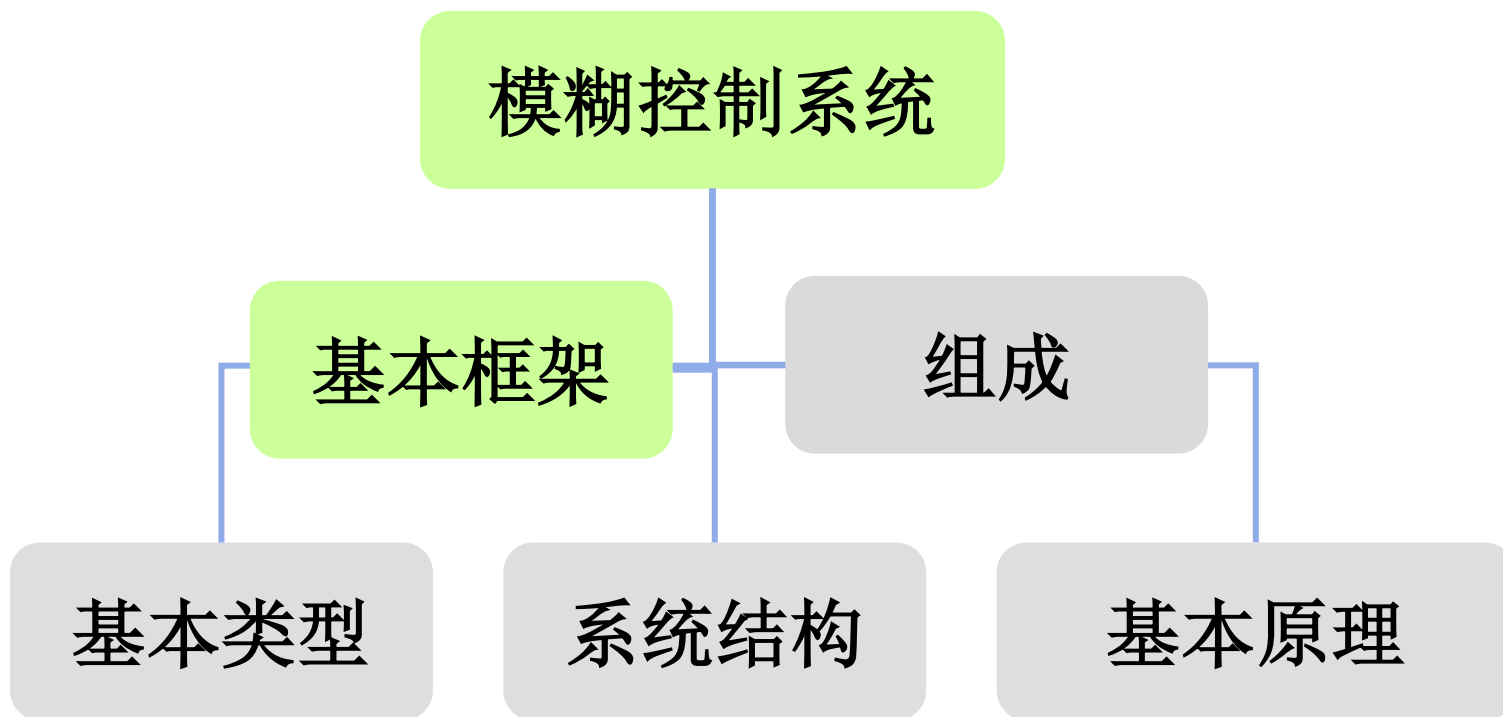 模糊控制系统
基本框架
组成
基本类型
系统结构
基本原理